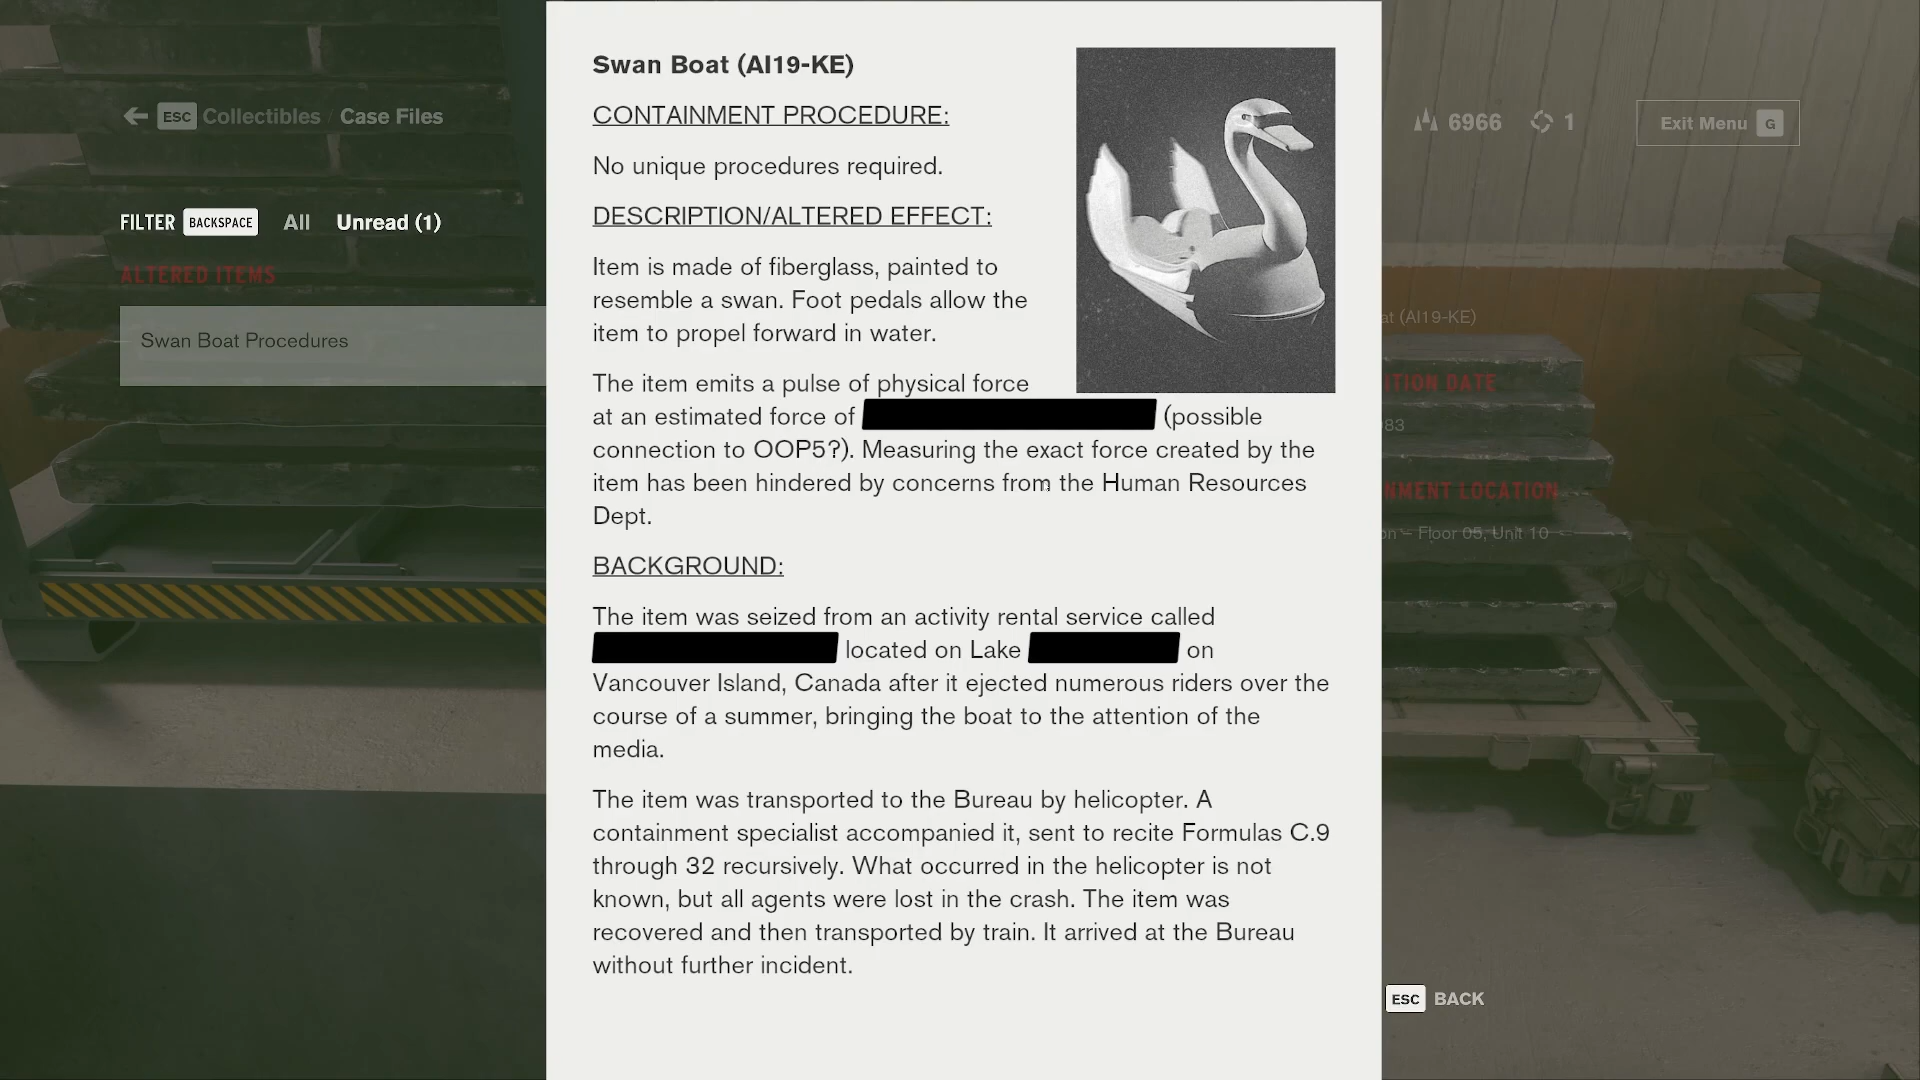 ← ESC Collectibles / Case Files
FILTER BACKSPACE All Unread (1)
ALTERED ITEMS
Swan Boat Procedures
Swan Boat (AI19-KE)
CONTAINMENT PROCEDURE:
No unique procedures required.
DESCRIPTION/ALTERED EFFECT:
Item is made of fiberglass, painted to
resemble a swan. Foot pedals allow the
item to propel forward in water.
The item emits a pulse of physical force
at an estimated force of (possible
connection to OOP5?). Measuring the exact force created by the
item has been hindered by concerns from the Human Resources
Dept.
BACKGROUND:
The item was seized from an activity rental service called
located on Lake on
Vancouver Island, Canada after it ejected numerous riders over the
course of a summer, bringing the boat to the attention of the
media.
The item was transported to the Bureau by helicopter. A
containment specialist accompanied it, sent to recite Formulas C.9
through 32 recursively. What occurred in the helicopter is not
known, but all agents were lost in the crash. The item was
recovered and then transported by train. It arrived at the Bureau
without further incident.
6966 1 Exit Menu G
(AI19-KE)
DATE
LOCATION
– Floor 05, Unit 10
ESC BACK